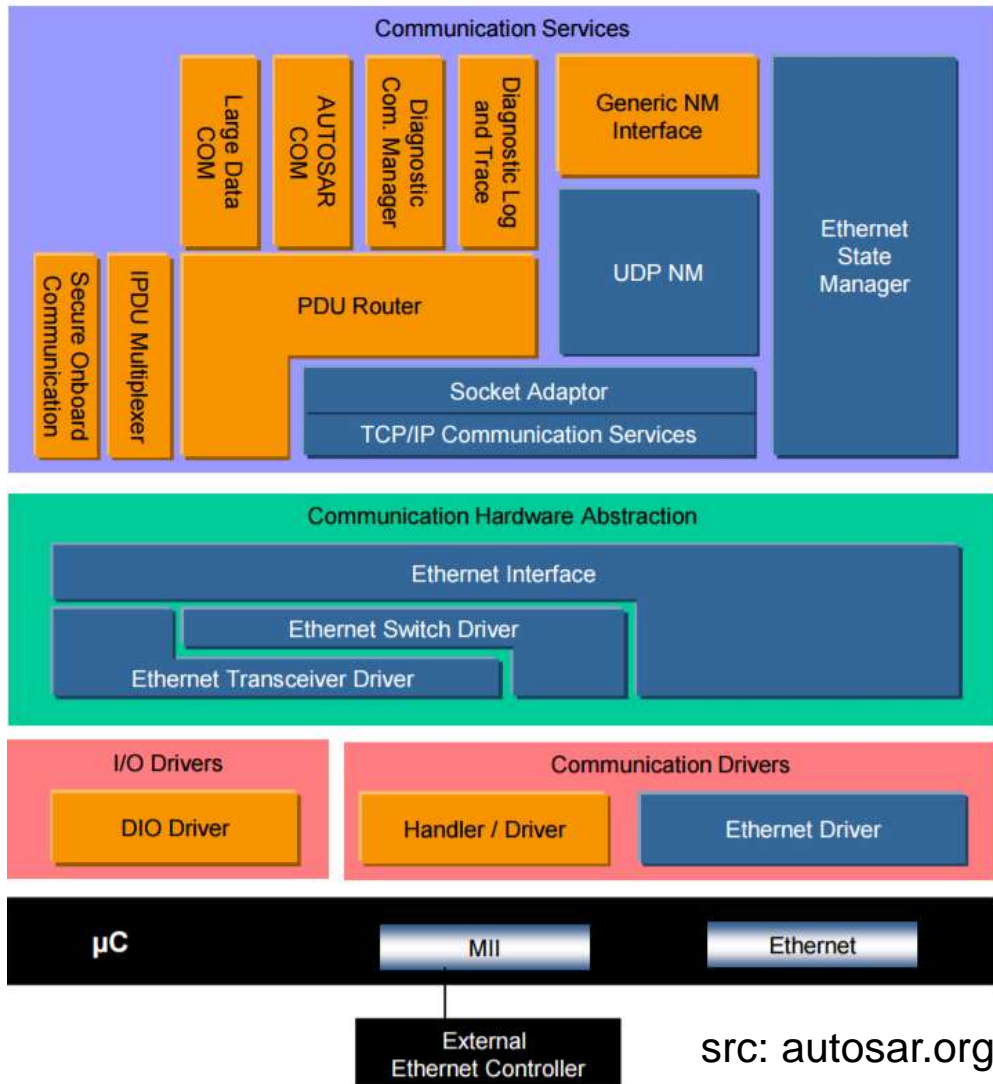 Communication Services
Large Data
COM
AUTOSAR
COM
Diagnostic
Com. Manager
Diagnostic Log
and Trace
Generic NM
Interface
Ethernet
State
Manager
UDP NM
Secure Onboard
Communication
IPDU Multiplexer
PDU Router
Socket Adaptor
TCP/IP Communication Services
Communication Hardware Abstraction
Ethernet Interface
Ethernet Switch Driver
Ethernet Transceiver Driver
I/O Drivers
DIO Driver
Communication Drivers
Handler / Driver
Ethernet Driver
µC
MII
Ethernet
External
Ethernet Controller
src: autosar.org